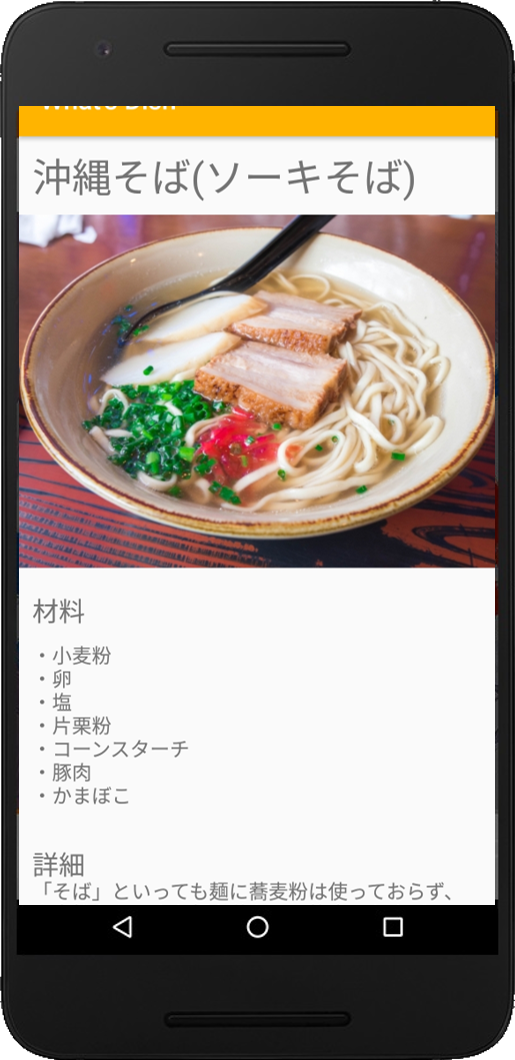 What's Dish
沖縄そば(ソーキそば)
材料
・小麦粉
・卵
・塩
・片栗粉
・コーンスターチ
・豚肉
・かまぼこ
詳細
「そば」といっても麺に蕎麦粉は使っておらず、